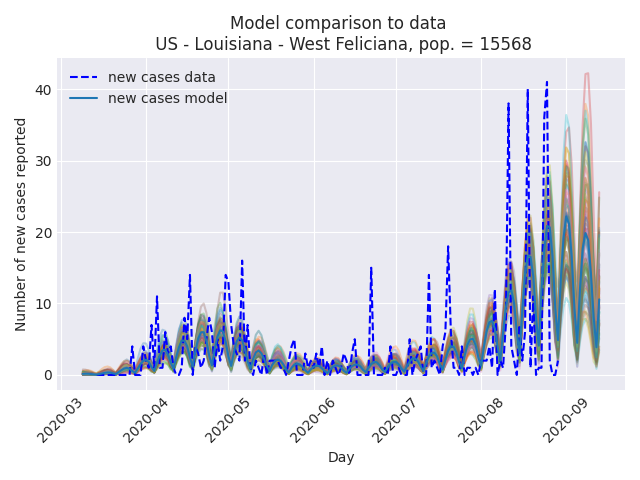 Model comparison to data
US - Louisiana - West Feliciana, pop. = 15568
new cases data
new cases model
Number of new cases reported
40
30
20
10
0
2020-03
2020-04
2020-05
2020-06
2020-07
2020-08
2020-09
Day